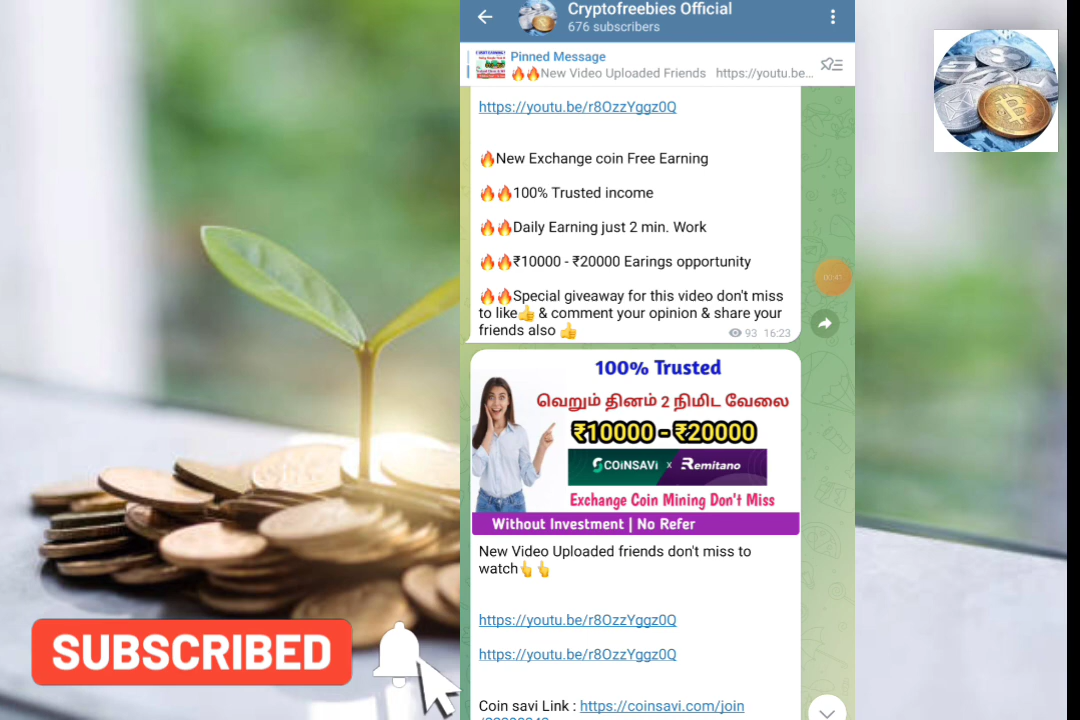 Cryptofreebies Official
676 subscribers
Pinned Message
🔥🔥New Video Uploaded Friends https://youtu.be...
https://youtu.be/r8OzzYggz0Q
🔥New Exchange coin Free Earning
🔥🔥100% Trusted income
🔥🔥Daily Earning just 2 min. Work
🔥🔥₹10000 - ₹20000 Earings opportunity
🔥🔥Special giveaway for this video don't miss
to like👍 & comment your opinion & share your
friends also 👍
93 16:23
100% Trusted
வெறும் தினம் 2 நிமிட வேலை
₹10000 - ₹20000
COiNSAVi x Remitano
Exchange Coin Mining Don't Miss
Without Investment | No Refer
New Video Uploaded friends don't miss to
watch👆👆
https://youtu.be/r8OzzYggz0Q
https://youtu.be/r8OzzYggz0Q
Coin savi Link : https://coinsavi.com/join
SUBSCRIBED